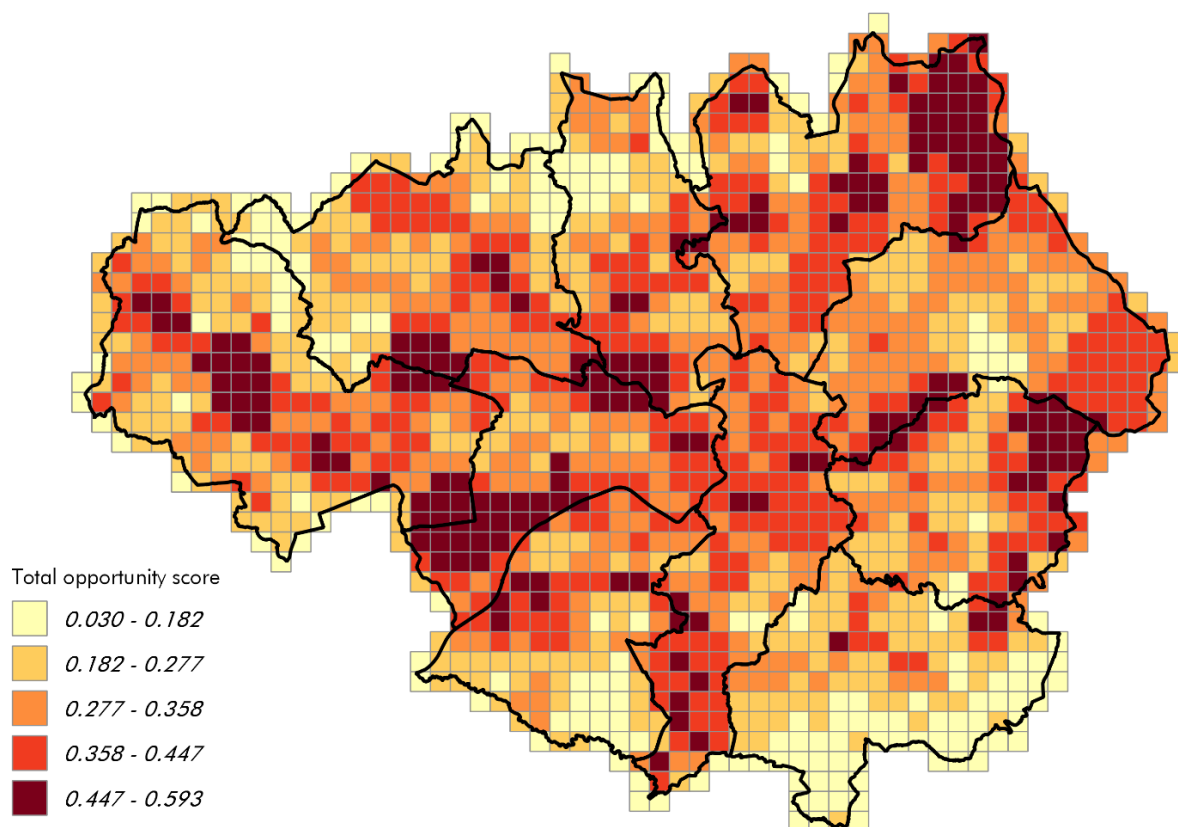 Total opportunity score
0.030 - 0.182
0.182 - 0.277
0.277 - 0.358
0.358 - 0.447
0.447 - 0.593